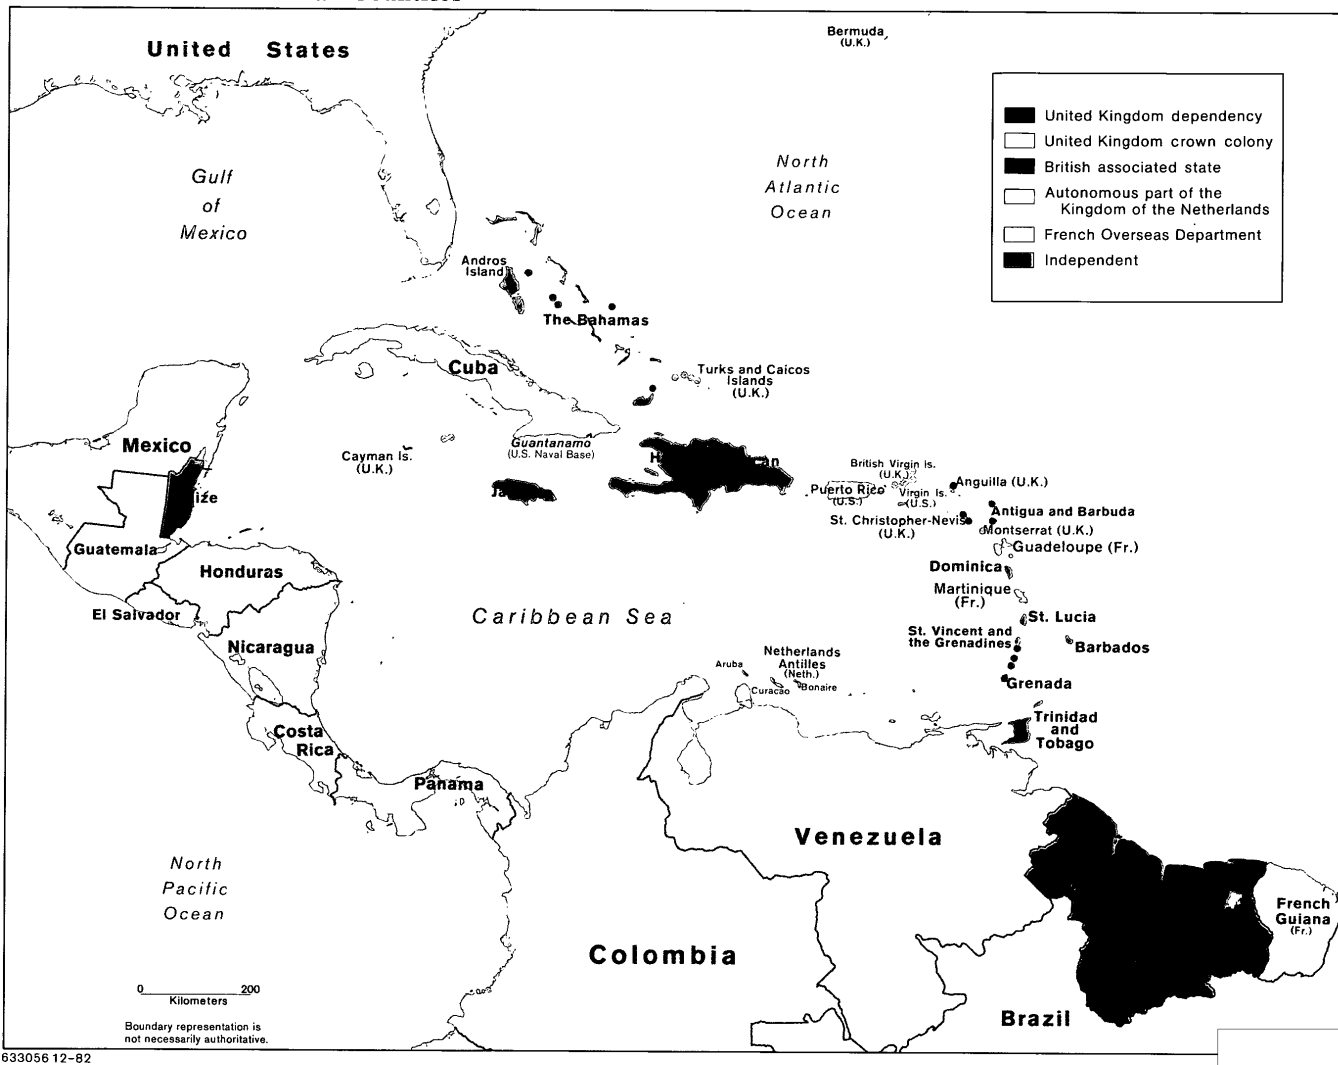 United States
Bermuda
(U.K.)
United Kingdom dependency
United Kingdom crown colony
British associated state
Autonomous part of the
Kingdom of the Netherlands
French Overseas Department
Independent
Gulf
of
Mexico
North
Atlantic
Ocean
Andros
Island
The Bahamas
Cuba
Turks and Caicos
Islands
(U.K.)
Mexico
Cayman Is.
(U.K.)
Guantanamo
(U.S. Naval Base)
British Virgin Is.
(U.K.)
Puerto Rico
(U.S.)
Virgin Is.
(U.S.)
Anguilla (U.K.)
St. Christopher-Nevis
(U.K.)
Antigua and Barbuda
Montserrat (U.K.)
Guadeloupe (Fr.)
Guatemala
Honduras
Dominica
Martinique
(Fr.)
El Salvador
Caribbean Sea
St. Lucia
St. Vincent and
the Grenadines
Barbados
Nicaragua
Aruba
Netherlands
Antilles
(Neth.)
Curacao
Bonaire
Grenada
Costa
Rica
Trinidad
and
Tobago
Panama
Venezuela
North
Pacific
Ocean
French
Guiana
(Fr.)
Colombia
Brazil
0 200
Kilometers
Boundary representation is
not necessarily authoritative.
633056 12-82